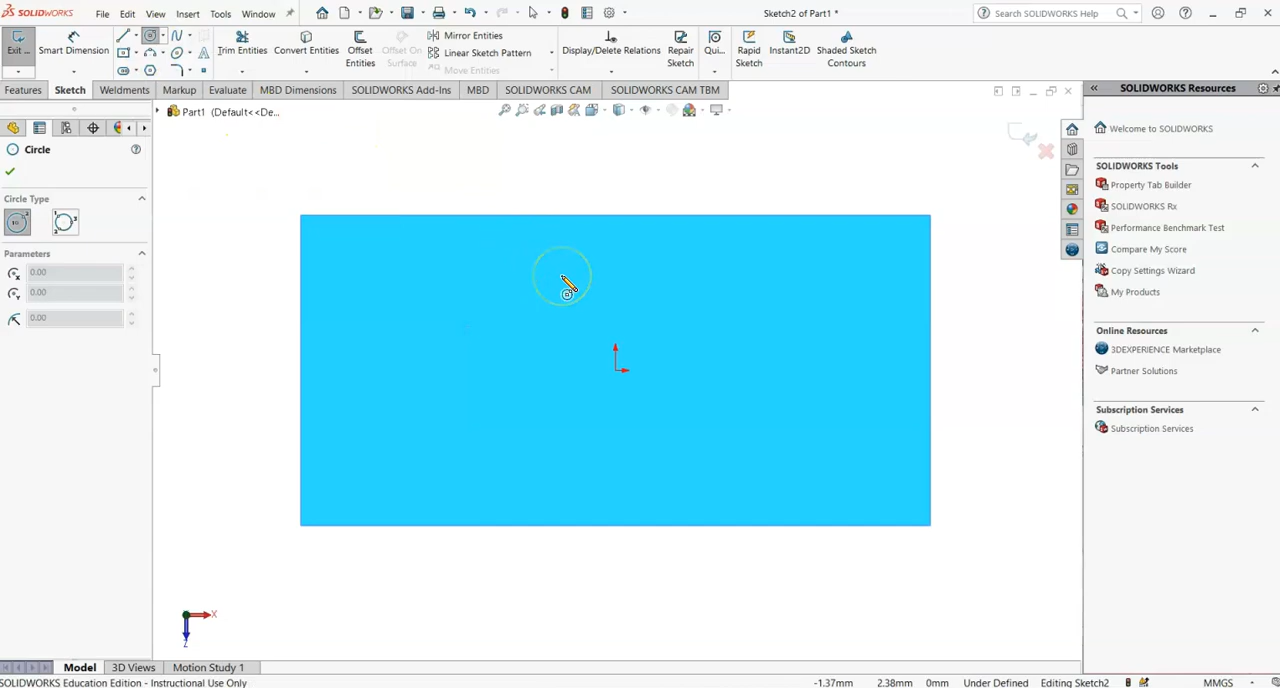 SOLIDWORKS File Edit View Insert Tools Window Sketch2 of Part1 * Search SOLIDWORKS Help
Exit ... Smart Dimension Trim Entities Convert Entities Offset Entities Offset On Surface Mirror Entities Linear Sketch Pattern Move Entities Display/Delete Relations Repair Sketch Qui... Rapid Sketch Instant2D Shaded Sketch Contours
Features Sketch Weldments Markup Evaluate MBD Dimensions SOLIDWORKS Add-Ins MBD SOLIDWORKS CAM SOLIDWORKS CAM TBM
SOLIDWORKS Resources
Part1 (Default<<De...
Circle
Circle Type
Parameters
0.00
0.00
0.00
X
Z
Welcome to SOLIDWORKS
SOLIDWORKS Tools
Property Tab Builder
SOLIDWORKS Rx
Performance Benchmark Test
Compare My Score
Copy Settings Wizard
My Products
Online Resources
3DEXPERIENCE Marketplace
Partner Solutions
Subscription Services
Subscription Services
Model 3D Views Motion Study 1
SOLIDWORKS Education Edition - Instructional Use Only -1.37mm 2.38mm 0mm Under Defined Editing Sketch2 MMGS